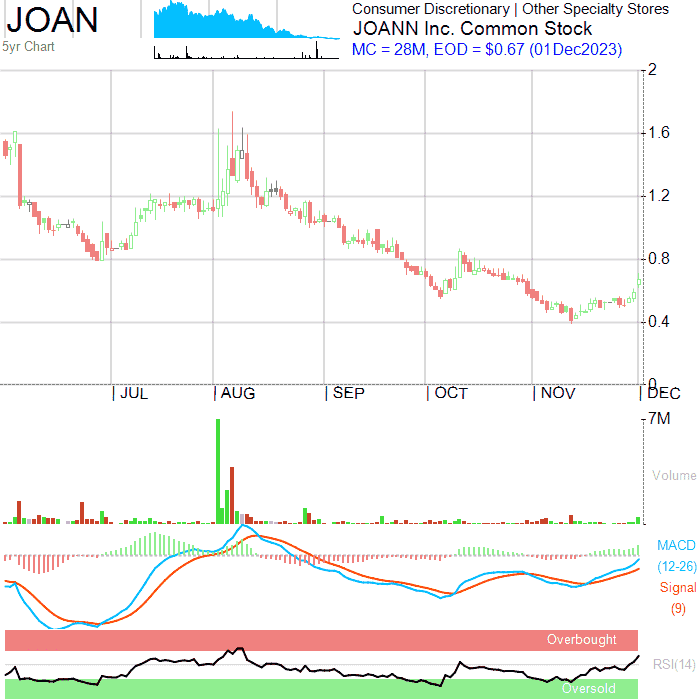 JOAN
5yr Chart
Consumer Discretionary | Other Specialty Stores
JOANN Inc. Common Stock
MC = 28M, EOD = $0.67 (01Dec2023)
2
1.6
1.2
0.8
0.4
0
| JUL
| AUG
| SEP
| OCT
| NOV
| DEC
7M
Volume
MACD
(12-26)
Signal
(9)
Overbought
RSI(14)
Oversold